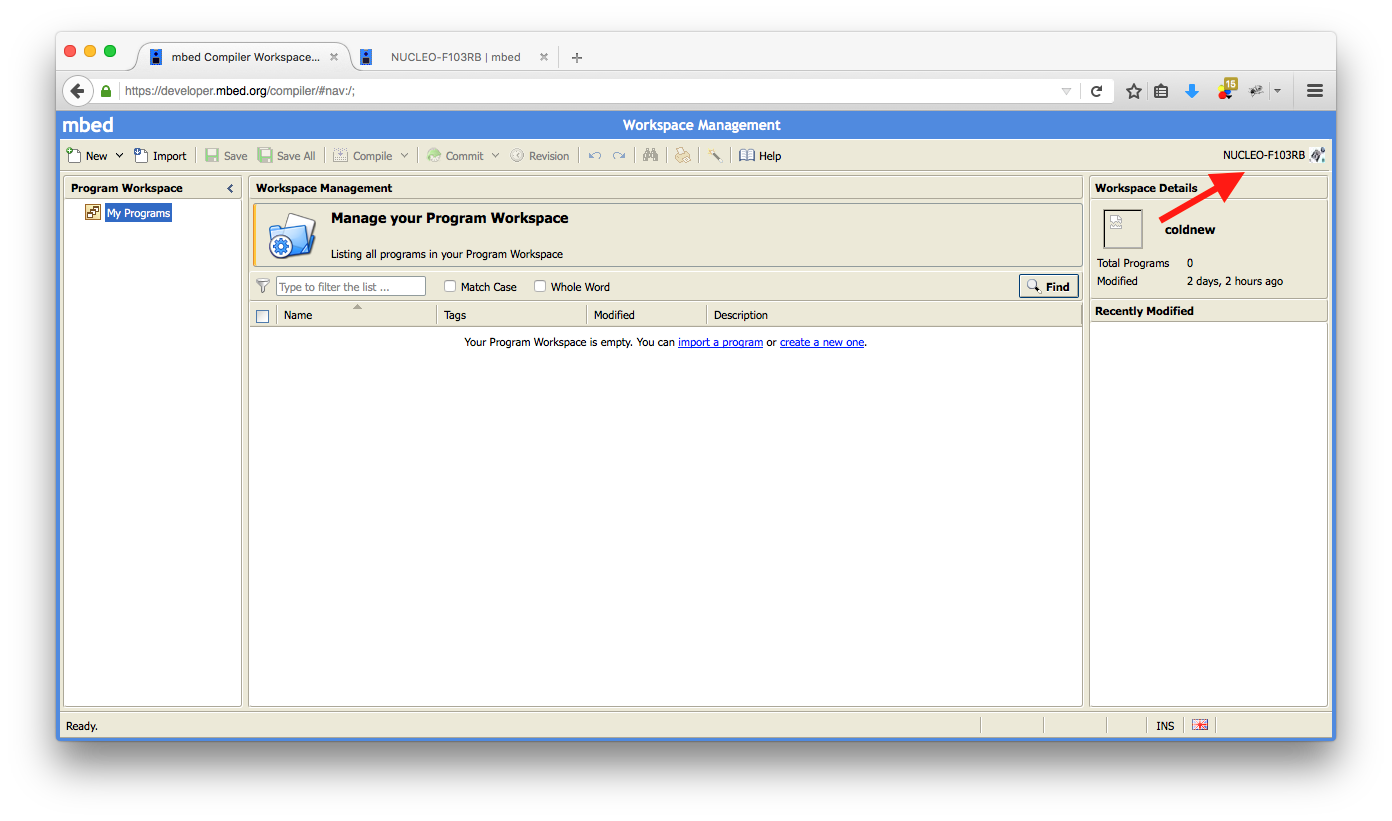 mbed Compiler Workspace...
NUCLEO-F103RB | mbed
https://developer.mbed.org/compiler/#nav:/;
15
mbed
Workspace Management
New Import Save Save All Compile Commit Revision Help NUCLEO-F103RB
Program Workspace
My Programs
Workspace Management
Manage your Program Workspace
Listing all programs in your Program Workspace
Type to filter the list ... Match Case Whole Word Find
Name Tags Modified Description
Your Program Workspace is empty. You can import a program or create a new one.
Workspace Details
coldnew
Total Programs 0
Modified 2 days, 2 hours ago
Recently Modified
Ready. INS